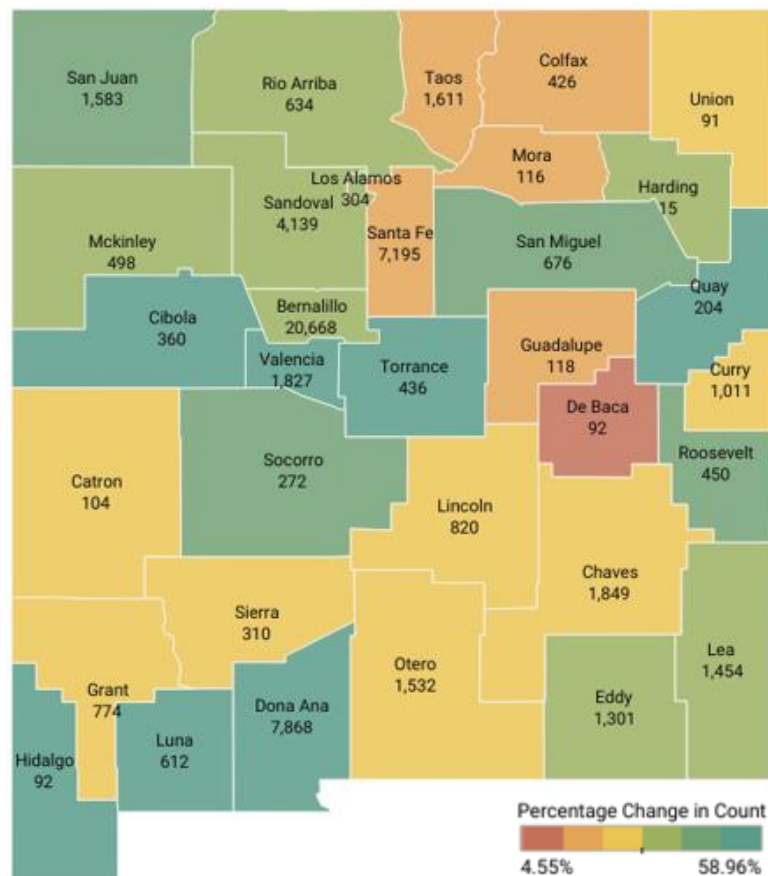 San Juan
1,583
Rio Arriba
634
Taos
1,611
Colfax
426
Union
91
Mora
116
Harding
15
Los Alamos
304
Sandoval
4,139
Santa Fe
7,195
San Miguel
676
Mckinley
498
Quay
204
Cibola
360
Bernalillo
20,668
Valencia
1,827
Torrance
436
Guadalupe
118
Curry
1,011
De Baca
92
Roosevelt
450
Catron
104
Socorro
272
Lincoln
820
Chaves
1,849
Sierra
310
Lea
1,454
Otero
1,532
Grant
774
Eddy
1,301
Dona Ana
7,868
Luna
612
Hidalgo
92
Percentage Change in Count
4.55% 58.96%